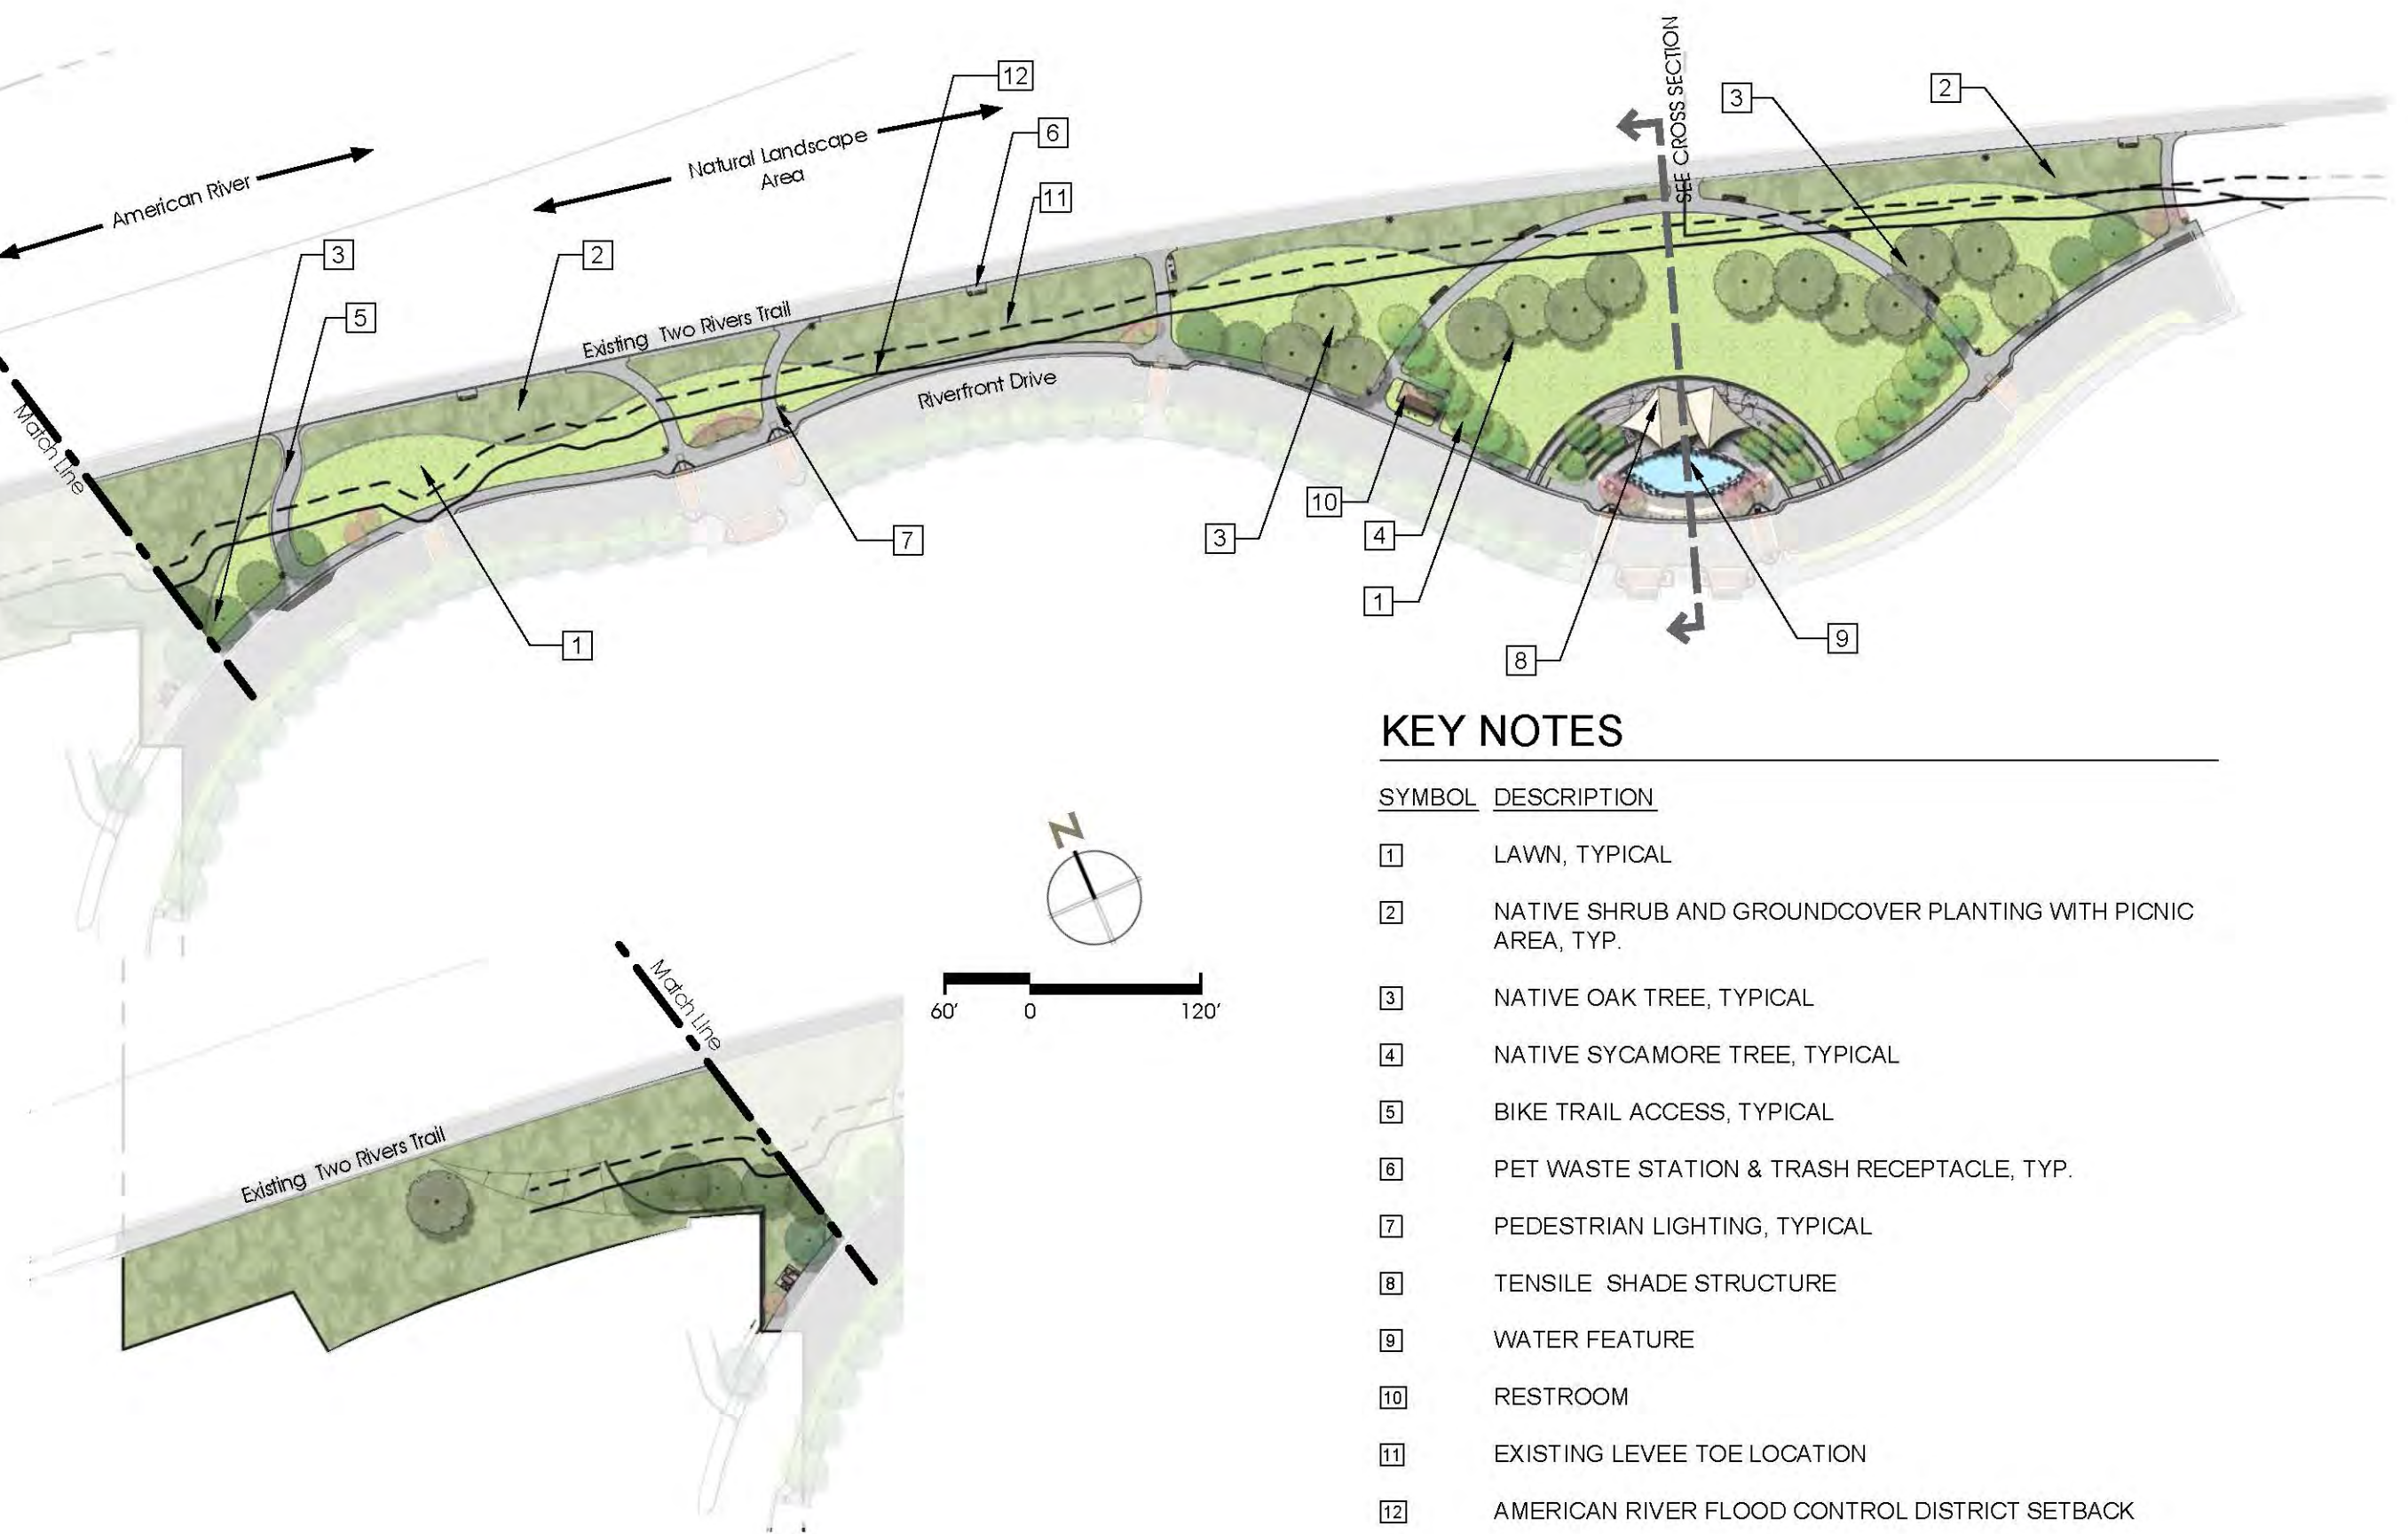 SEE CROSS SECTION
12
3
2
6
American River
Natural Landscape
Area
11
3
2
5
Existing Two Rivers Trail
Match Line
Riverfront Drive
10
7
3
4
1
1
9
8
KEY NOTES
SYMBOL DESCRIPTION
1 LAWN, TYPICAL
2 NATIVE SHRUB AND GROUNDCOVER PLANTING WITH PICNIC
AREA, TYP.
3 NATIVE OAK TREE, TYPICAL
4 NATIVE SYCAMORE TREE, TYPICAL
5 BIKE TRAIL ACCESS, TYPICAL
6 PET WASTE STATION & TRASH RECEPTACLE, TYP.
7 PEDESTRIAN LIGHTING, TYPICAL
8 TENSILE SHADE STRUCTURE
9 WATER FEATURE
10 RESTROOM
11 EXISTING LEVEE TOE LOCATION
12 AMERICAN RIVER FLOOD CONTROL DISTRICT SETBACK
N
60' 0 120'
Match Line
Existing Two Rivers Trail